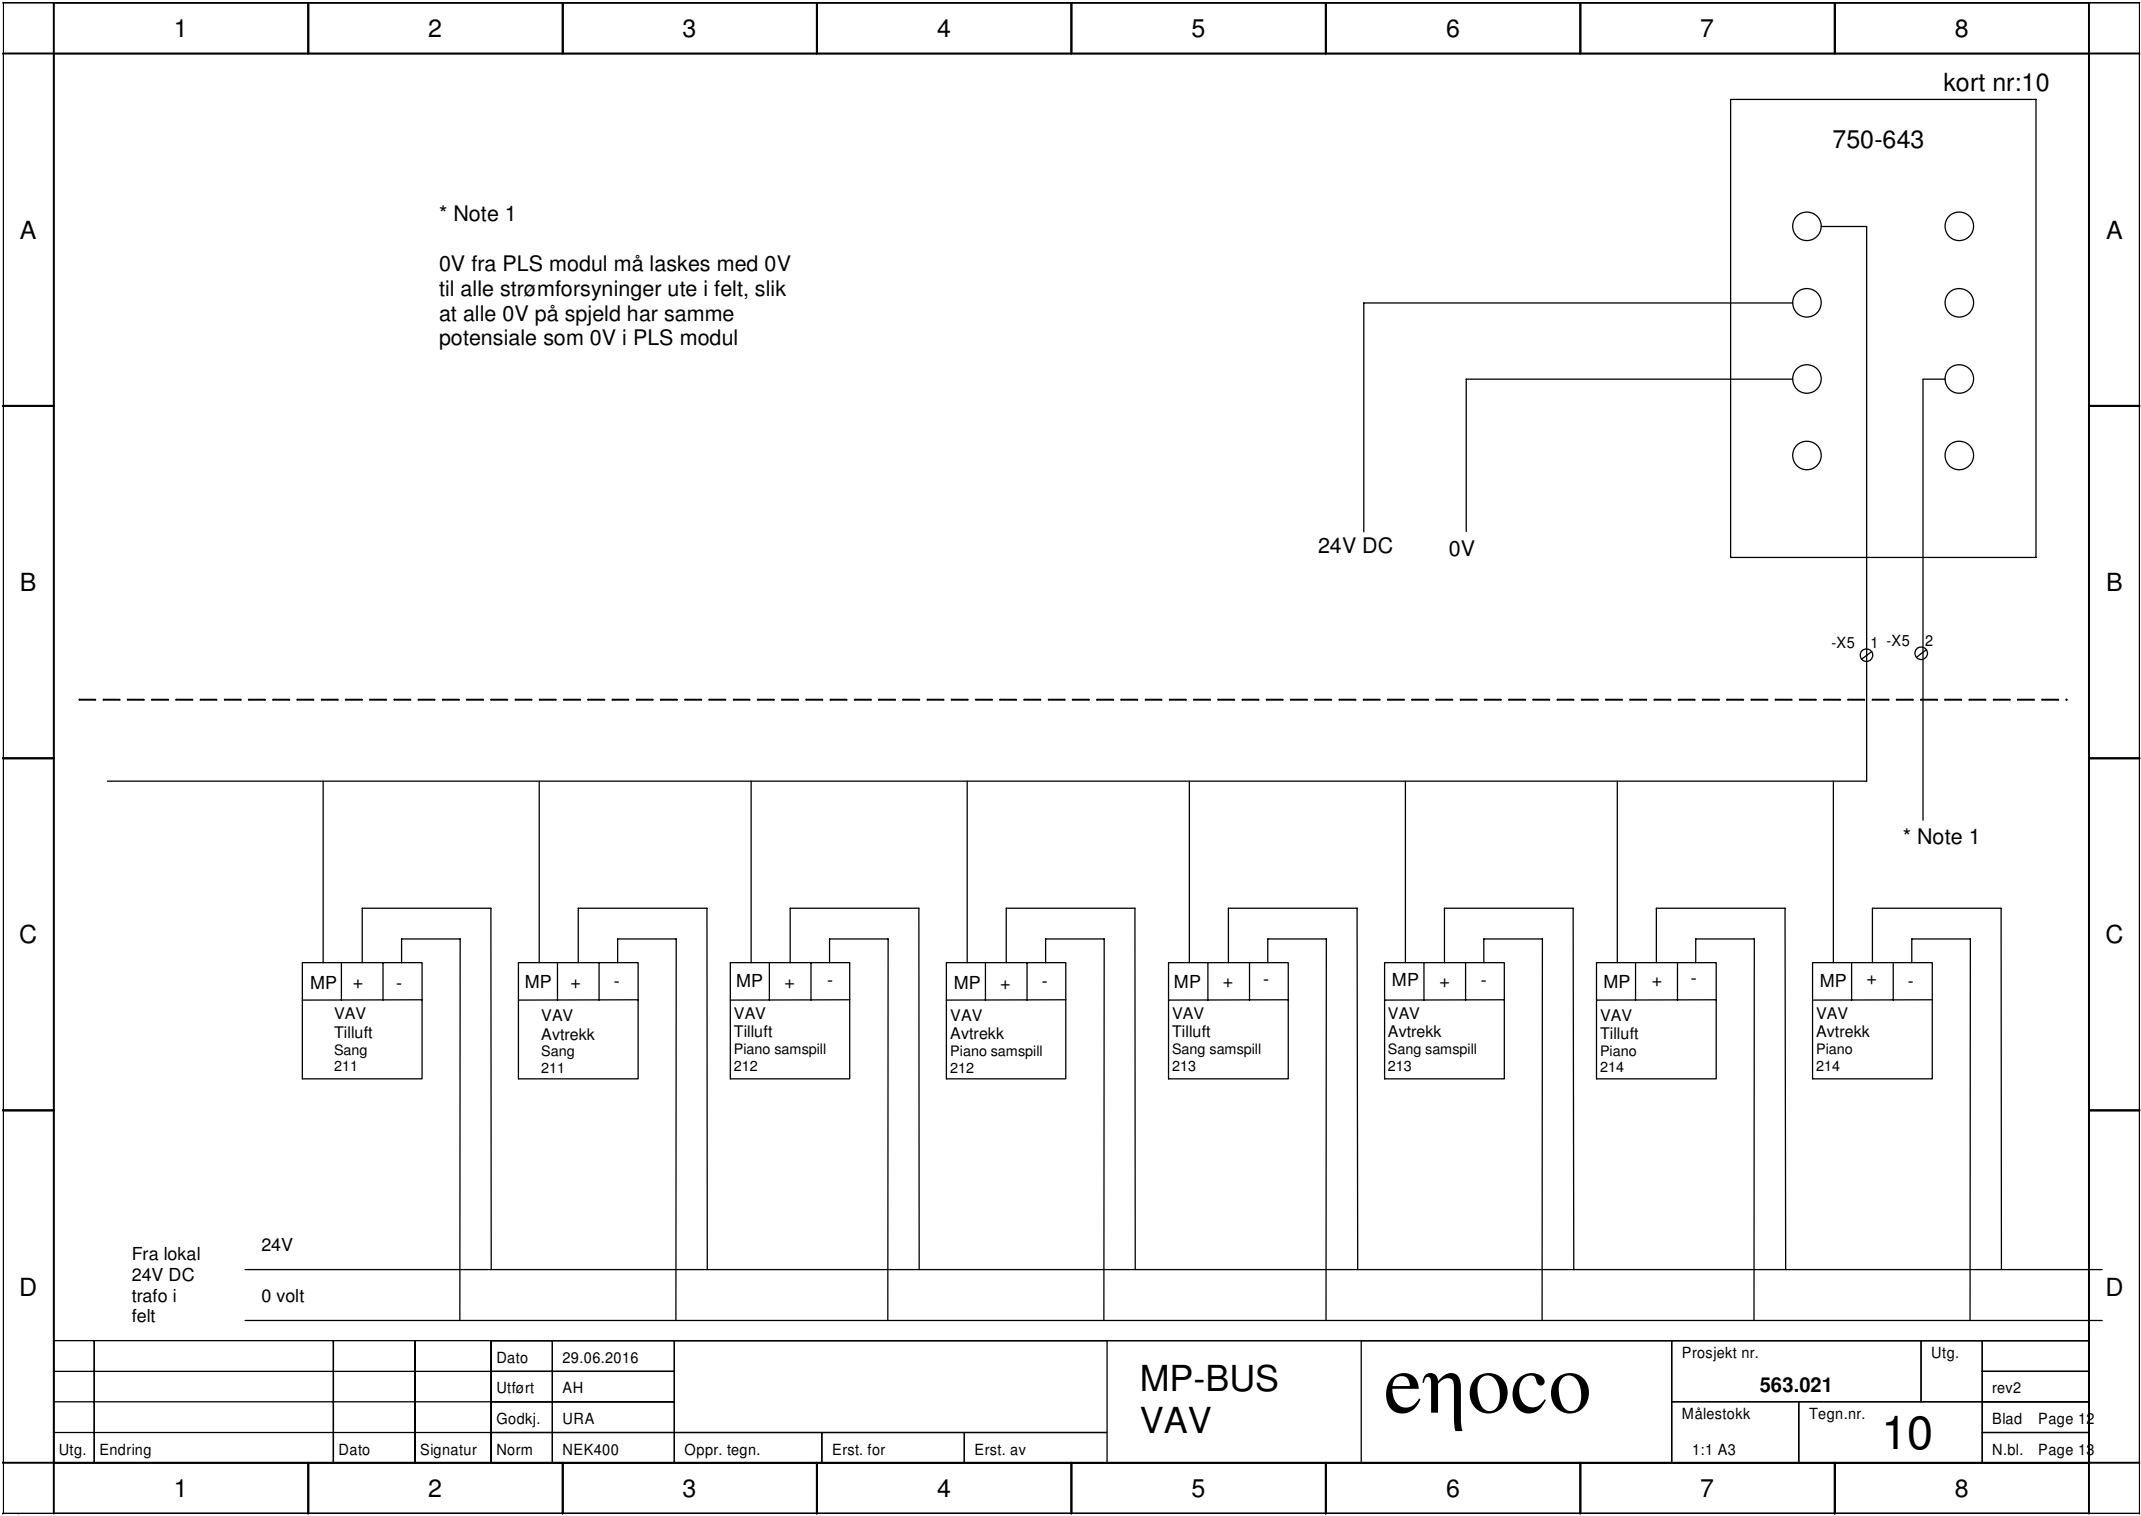 1 2 3 4 5 6 7 8
kort nr:10
750-643
A
A
* Note 1
0V fra PLS modul må laskes med 0V
til alle strømforsyninger ute i felt, slik
at alle 0V på spjeld har samme
potensiale som 0V i PLS modul
24V DC
0V
B
B
-X5 1 -X5 2
* Note 1
C
C
MP + -
VAV
Tilluft
Sang
211
MP + -
VAV
Avtrekk
Sang
211
MP + -
VAV
Tilluft
Piano samspill
212
MP + -
VAV
Avtrekk
Piano samspill
212
MP + -
VAV
Tilluft
Sang samspill
213
MP + -
VAV
Avtrekk
Sang samspill
213
MP + -
VAV
Tilluft
Piano
214
MP + -
VAV
Avtrekk
Piano
214
D
D
Fra lokal
24V DC
trafo i
felt
24V
0 volt
Dato 29.06.2016
Utført AH
Godkj. URA
Utg. Endring Dato Signatur Norm NEK400 Oppr. tegn. Erst. for Erst. av
MP-BUS
VAV
enoco
Prosjekt nr.
563.021
Utg.
rev2
Målestokk
1:1 A3
Tegn.nr.
10
Blad Page 12
N.bl. Page 13
1 2 3 4 5 6 7 8